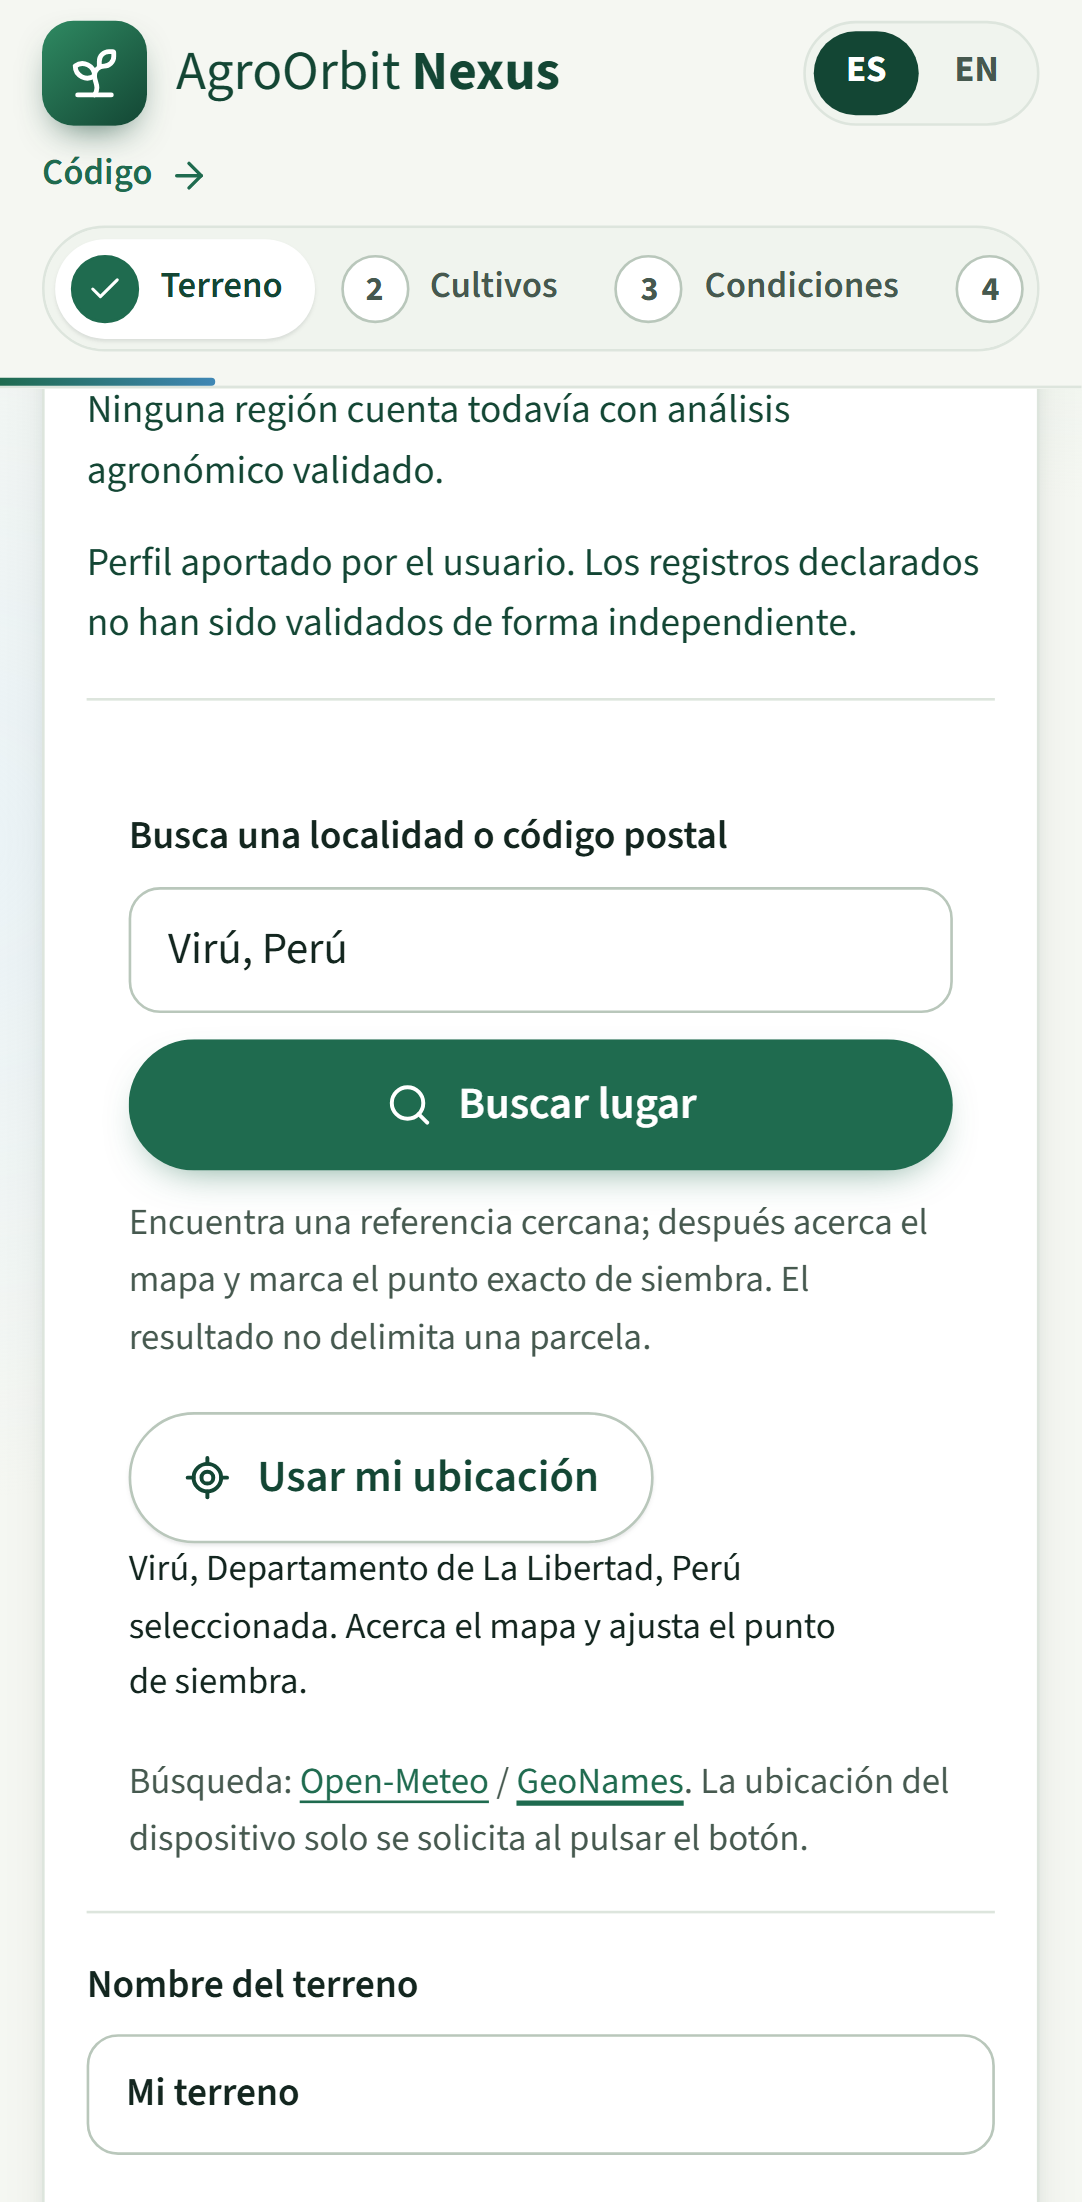 AgroOrbit Nexus
ES EN
Código →
Terreno 2 Cultivos 3 Condiciones 4
Ninguna región cuenta todavía con análisis
agronómico validado.
Perfil aportado por el usuario. Los registros declarados
no han sido validados de forma independiente.
Busca una localidad o código postal
Virú, Perú
Buscar lugar
Encuentra una referencia cercana; después acerca el
mapa y marca el punto exacto de siembra. El
resultado no delimita una parcela.
Usar mi ubicación
Virú, Departamento de La Libertad, Perú
seleccionada. Acerca el mapa y ajusta el punto
de siembra.
Búsqueda: Open-Meteo / GeoNames. La ubicación del
dispositivo solo se solicita al pulsar el botón.
Nombre del terreno
Mi terreno